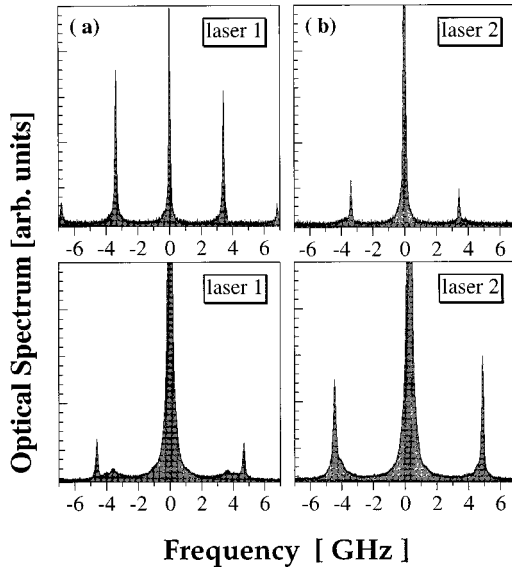 (a)
laser 1
(b)
laser 2
-6 -4 -2 0 2 4 6
-6 -4 -2 0 2 4 6
laser 1
laser 2
-6 -4 -2 0 2 4 6
-6 -4 -2 0 2 4 6
Optical Spectrum [arb. units]
Frequency [ GHz ]